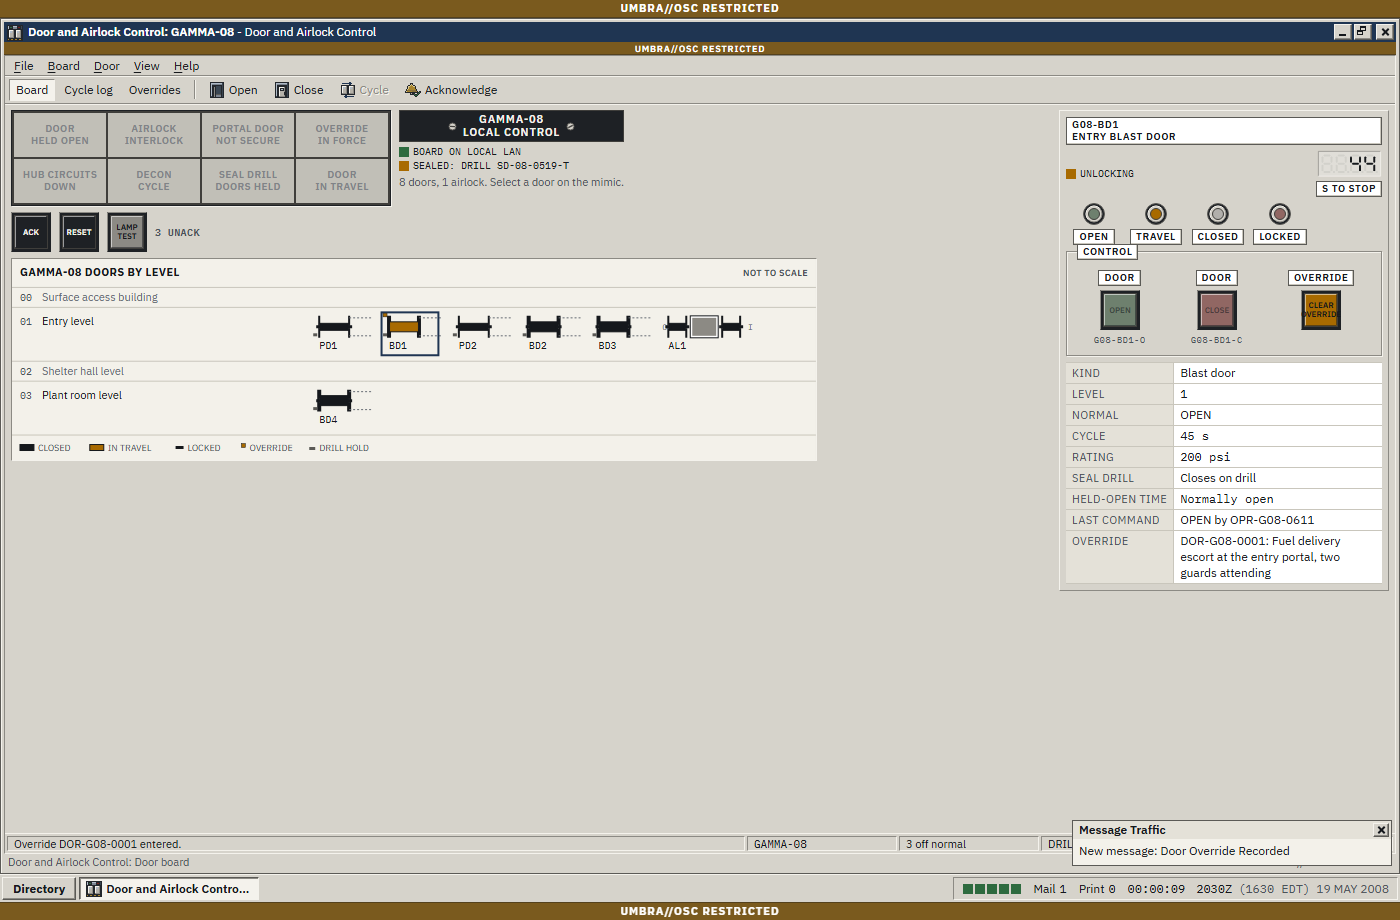 UMBRA//OSC RESTRICTED
Door and Airlock Control: GAMMA-08 - Door and Airlock Control
UMBRA//OSC RESTRICTED
File Board Door View Help
Board Cycle log Overrides Open Close Cycle Acknowledge
DOOR
HELD OPEN
AIRLOCK
INTERLOCK
PORTAL DOOR
NOT SECURE
OVERRIDE
IN FORCE
HUB CIRCUITS
DOWN
DECON
CYCLE
SEAL DRILL
DOORS HELD
DOOR
IN TRAVEL
GAMMA-08
LOCAL CONTROL
BOARD ON LOCAL LAN
SEALED: DRILL SD-08-0519-T
8 doors, 1 airlock. Select a door on the mimic.
ACK
RESET
LAMP
TEST
3 UNACK
GAMMA-08 DOORS BY LEVEL
NOT TO SCALE
00 Surface access building
01 Entry level
PD1 BD1 PD2 BD2 BD3 AL1
02 Shelter hall level
03 Plant room level
BD4
CLOSED IN TRAVEL LOCKED OVERRIDE DRILL HOLD
G08-BD1
ENTRY BLAST DOOR
UNLOCKING
44
S TO STOP
OPEN TRAVEL CLOSED LOCKED
CONTROL
DOOR DOOR OVERRIDE
OPEN
CLOSE
CLEAR
OVERRIDE
G08-BD1-O G08-BD1-C
KIND Blast door
LEVEL 1
NORMAL OPEN
CYCLE 45 s
RATING 200 psi
SEAL DRILL Closes on drill
HELD-OPEN TIME Normally open
LAST COMMAND OPEN by OPR-G08-0611
OVERRIDE DOR-G08-0001: Fuel delivery
escort at the entry portal, two
guards attending
Override DOR-G08-0001 entered.
GAMMA-08
3 off normal
DRIL
Door and Airlock Control: Door board
Message Traffic
New message: Door Override Recorded
Directory
Door and Airlock Contro...
Mail 1 Print 0 00:00:09 2030Z (1630 EDT) 19 MAY 2008
UMBRA//OSC RESTRICTED